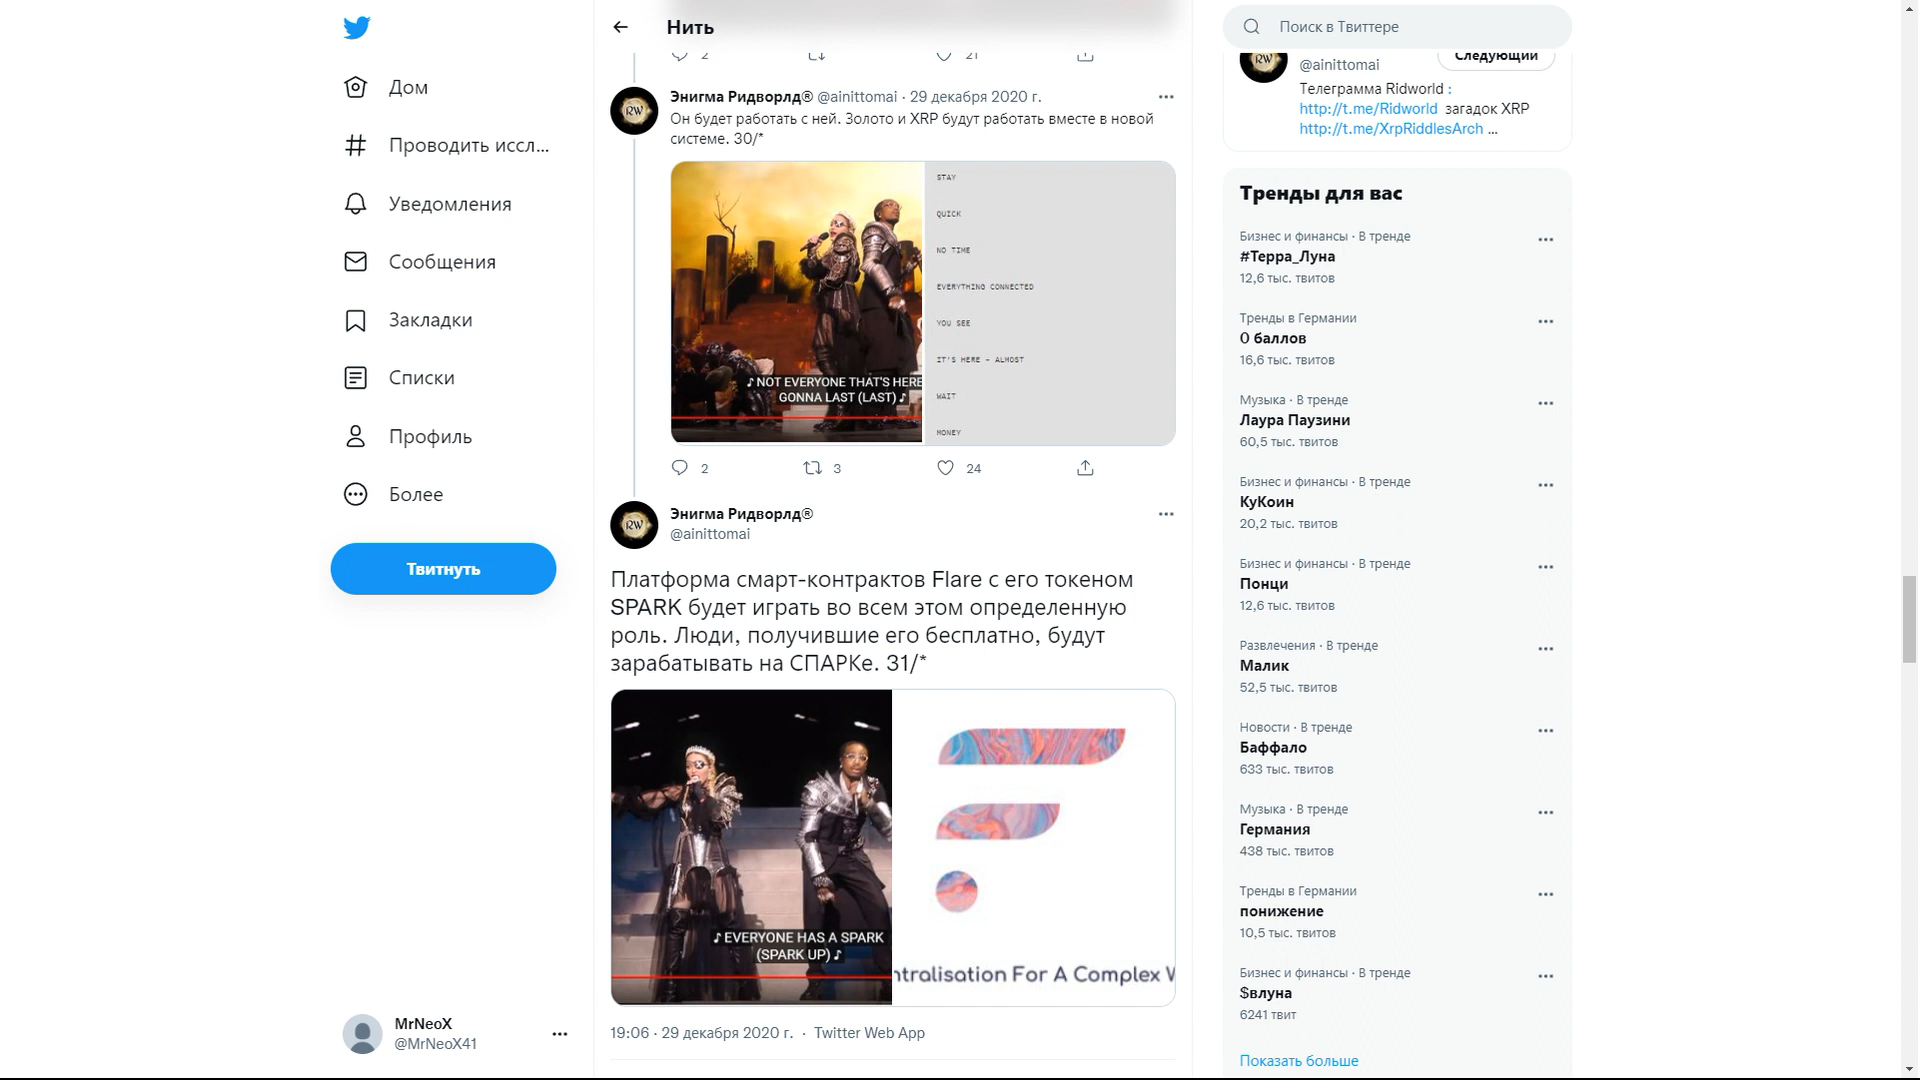 Дом
Проводить иссл...
Уведомления
Сообщения
Закладки
Списки
Профиль
Более
Твитнуть
MrNeoX
@MrNeoX41
Нить
2
21
Энигма Ридворлд® @ainittomai · 29 декабря 2020 г.
Он будет работать с ней. Золото и XRP будут работать вместе в новой
системе. 30/*
♪ NOT EVERYONE THAT'S HERE
GONNA LAST (LAST) ♪
STAY
QUICK
NO TIME
EVERYTHING CONNECTED
YOU SEE
IT'S HERE - ALMOST
WAIT
MONEY
2
3
24
RW
Энигма Ридворлд®
@ainittomai
Платформа смарт-контрактов Flare с его токеном
SPARK будет играть во всем этом определенную
роль. Люди, получившие его бесплатно, будут
зарабатывать на СПАРКе. 31/*
♪ EVERYONE HAS A SPARK
(SPARK UP) ♪
ntralisation For A Complex W
19:06 · 29 декабря 2020 г. · Twitter Web App
Поиск в Твиттере
Следующий
@ainittomai
Телеграмма Ridworld :
http://t.me/Ridworld загадок XRP
http://t.me/XrpRiddlesArch ...
Тренды для вас
Бизнес и финансы · В тренде
#Терра_Луна
12,6 тыс. твитов
Тренды в Германии
0 баллов
16,6 тыс. твитов
Музыка · В тренде
Лаура Паузини
60,5 тыс. твитов
Бизнес и финансы · В тренде
КуКоин
20,2 тыс. твитов
Бизнес и финансы · В тренде
Понци
12,6 тыс. твитов
Развлечения · В тренде
Малик
52,5 тыс. твитов
Новости · В тренде
Баффало
633 тыс. твитов
Музыка · В тренде
Германия
438 тыс. твитов
Тренды в Германии
понижение
10,5 тыс. твитов
Бизнес и финансы · В тренде
$влуна
6241 твит
Показать больше